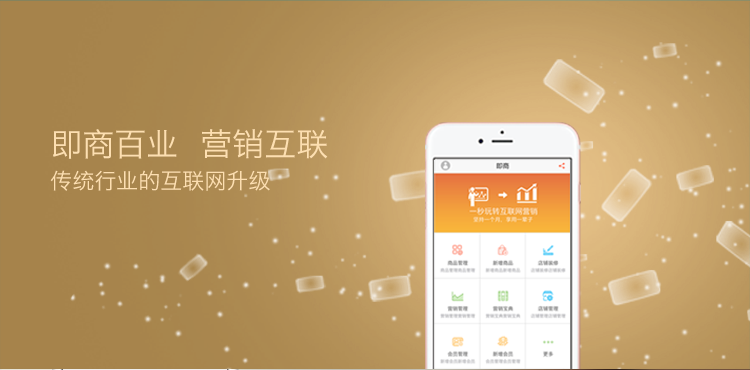 即商百业 营销互联
传统行业的互联网升级
即商
一秒玩转互联网营销
商品管理
新增商品
店铺装修
营销管理
营销宝典
店铺管理
会员管理
新增会员
更多